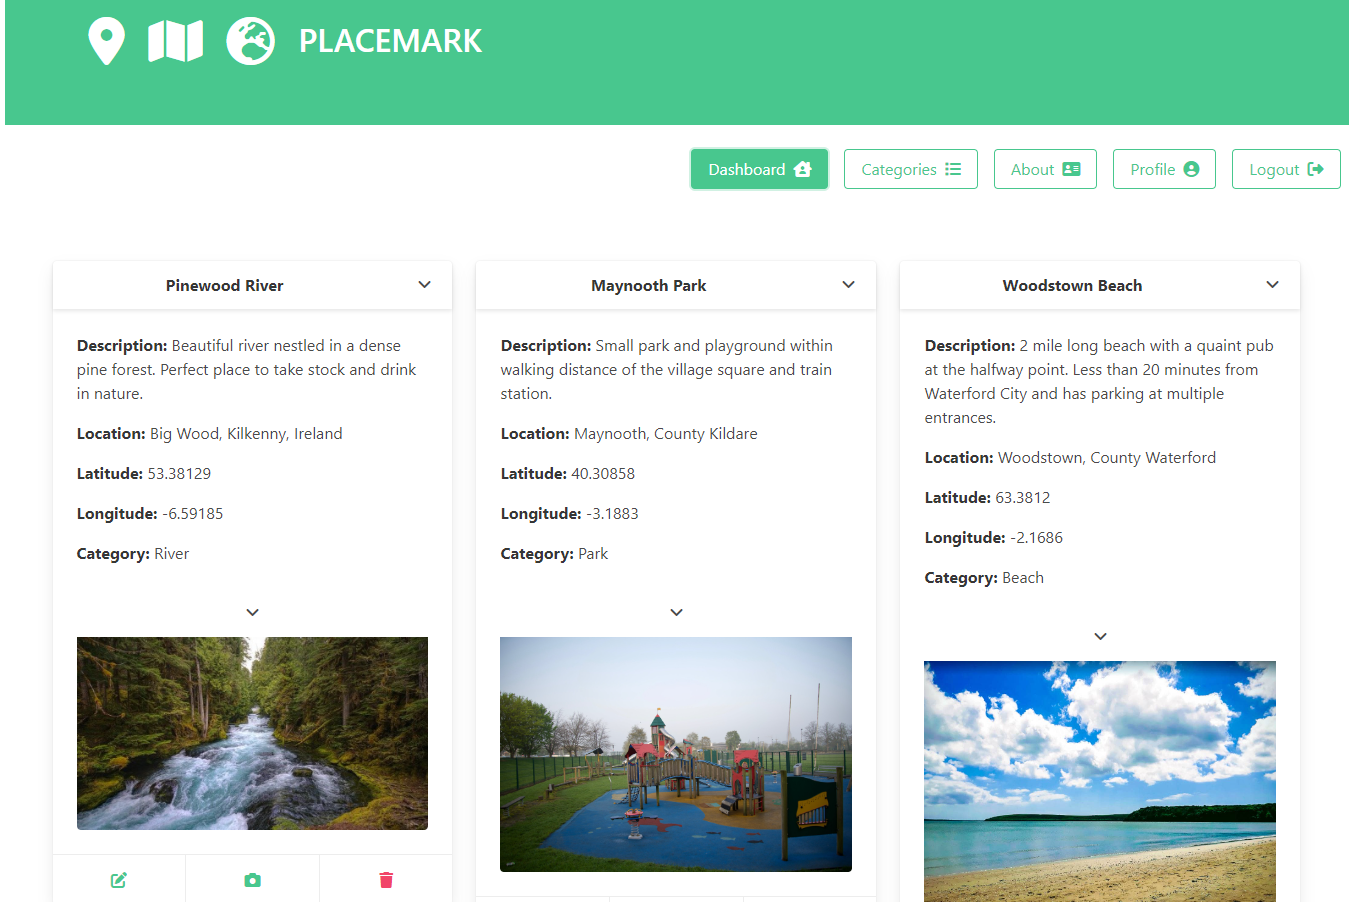 PLACEMARK
Dashboard
Categories
About
Profile
Logout
Pinewood River
Description: Beautiful river nestled in a dense
pine forest. Perfect place to take stock and drink
in nature.
Location: Big Wood, Kilkenny, Ireland
Latitude: 53.38129
Longitude: -6.59185
Category: River
Maynooth Park
Description: Small park and playground within
walking distance of the village square and train
station.
Location: Maynooth, County Kildare
Latitude: 40.30858
Longitude: -3.1883
Category: Park
Woodstown Beach
Description: 2 mile long beach with a quaint pub
at the halfway point. Less than 20 minutes from
Waterford City and has parking at multiple
entrances.
Location: Woodstown, County Waterford
Latitude: 63.3812
Longitude: -2.1686
Category: Beach